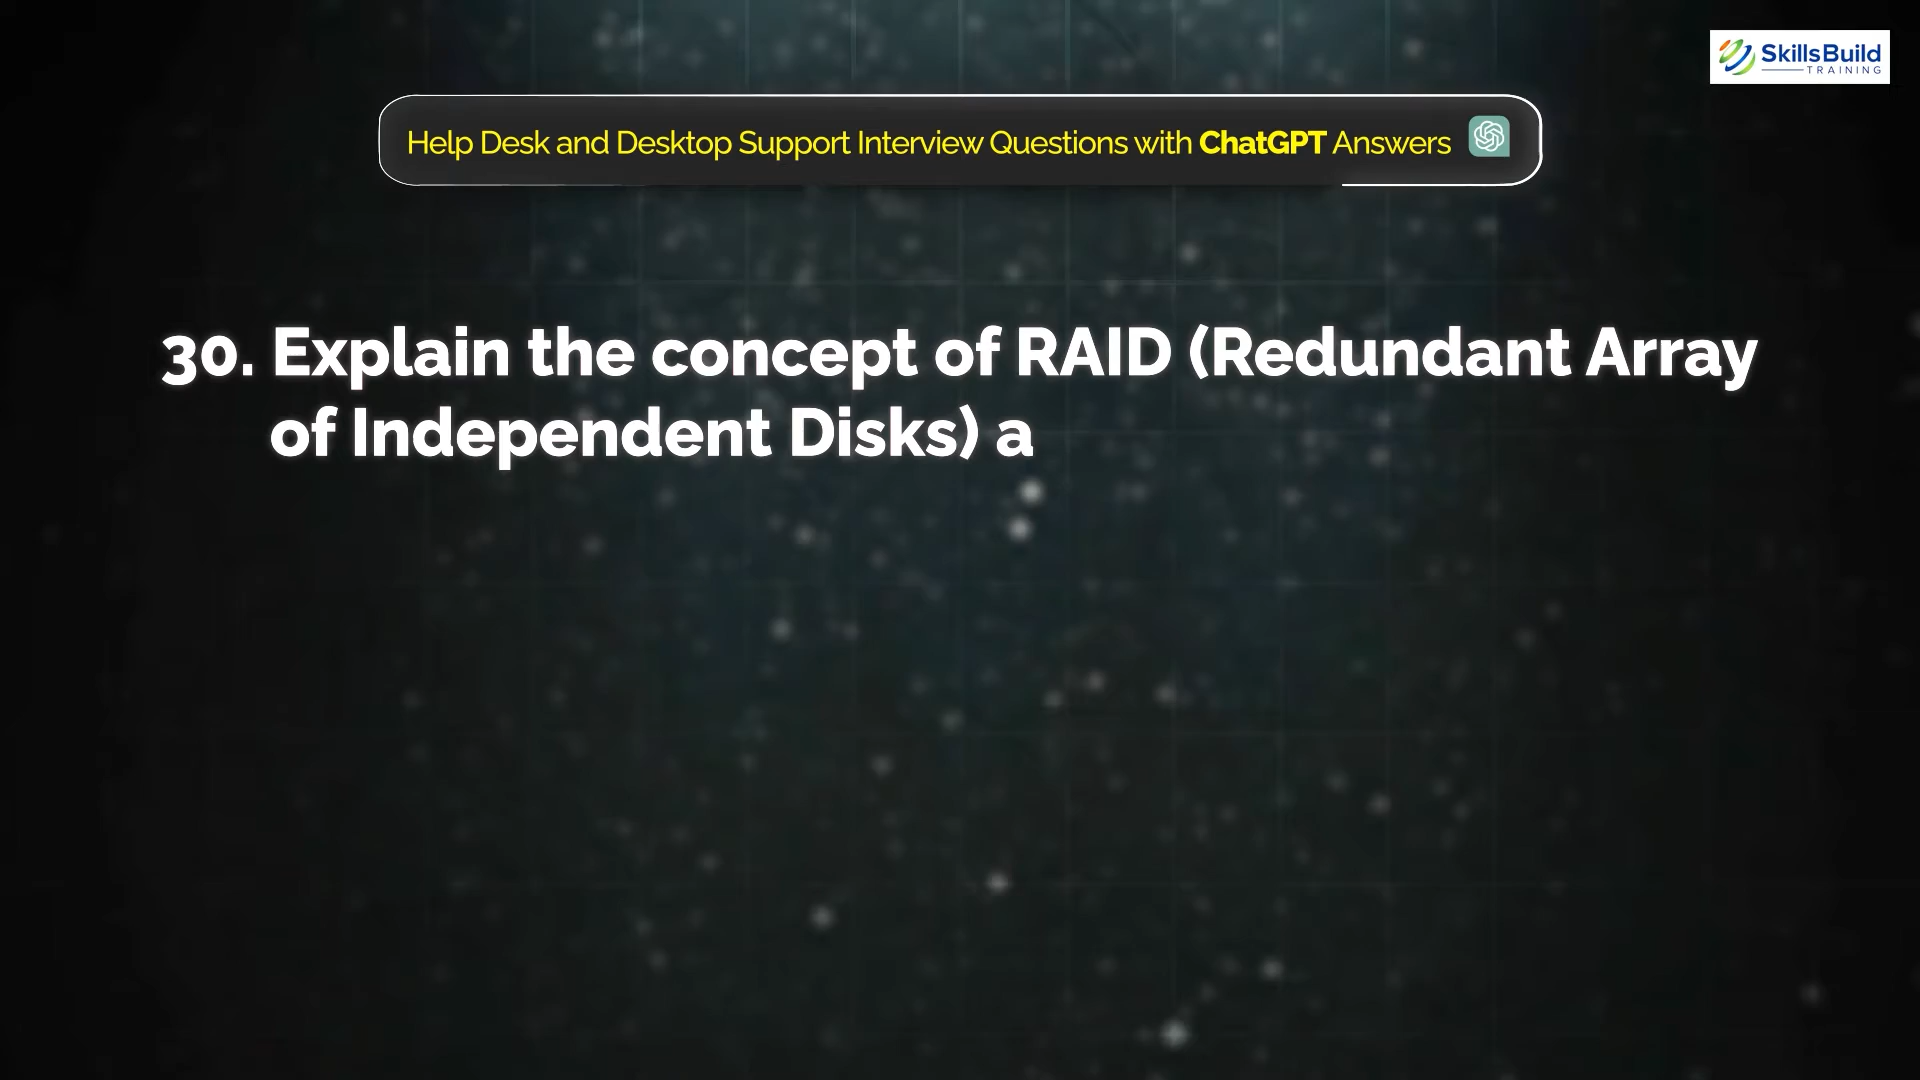 SkillsBuild
TRAINING
Help Desk and Desktop Support Interview Questions with ChatGPT Answers
30. Explain the concept of RAID (Redundant Array
of Independent Disks) a